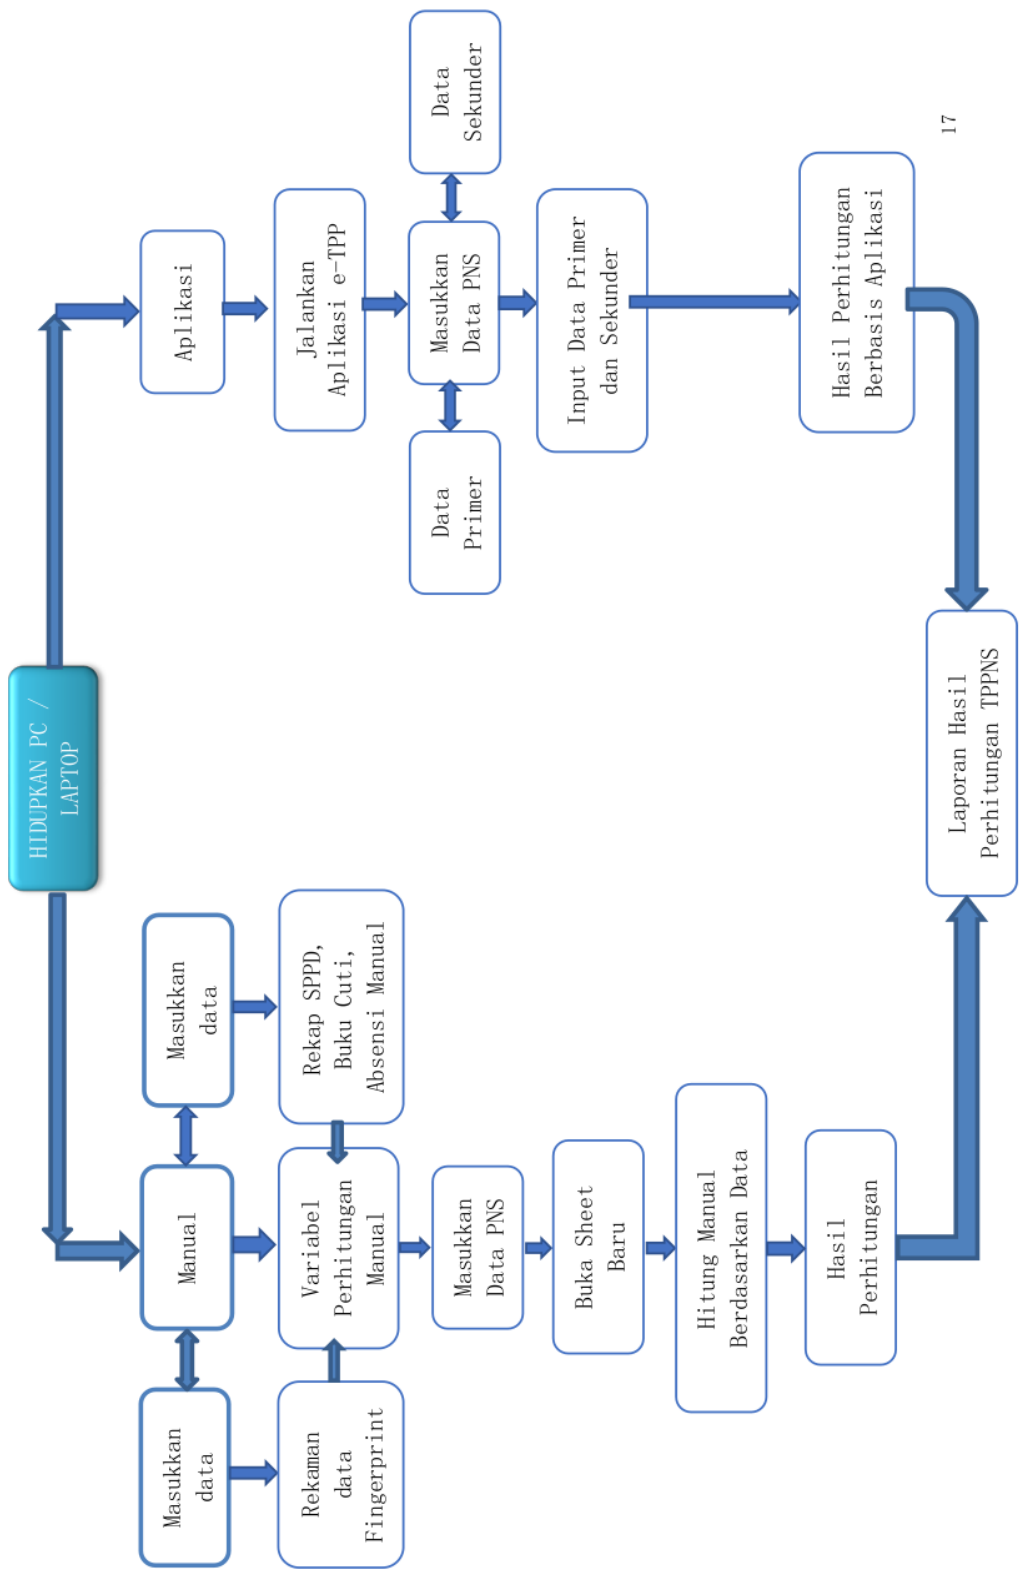 HIDUPKAN PC /
LAPTOP
Masukkan
data
Manual
Masukkan
data
Aplikasi
Rekaman data
Fingerprint
Variabel
Perhitungan
Manual
Rekap SPPD,
Buku Cuti,
Absensi Manual
Jalankan
Aplikasi e-TPP
Masukkan
Data PNS
Data
Primer
Masukkan
Data PNS
Data
Sekunder
Buka Sheet
Baru
Input Data Primer
dan Sekunder
Hitung Manual
Berdasarkan Data
Hasil
Perhitungan
Hasil Perhitungan
Berbasis Aplikasi
Laporan Hasil
Perhitungan TPPNS
17